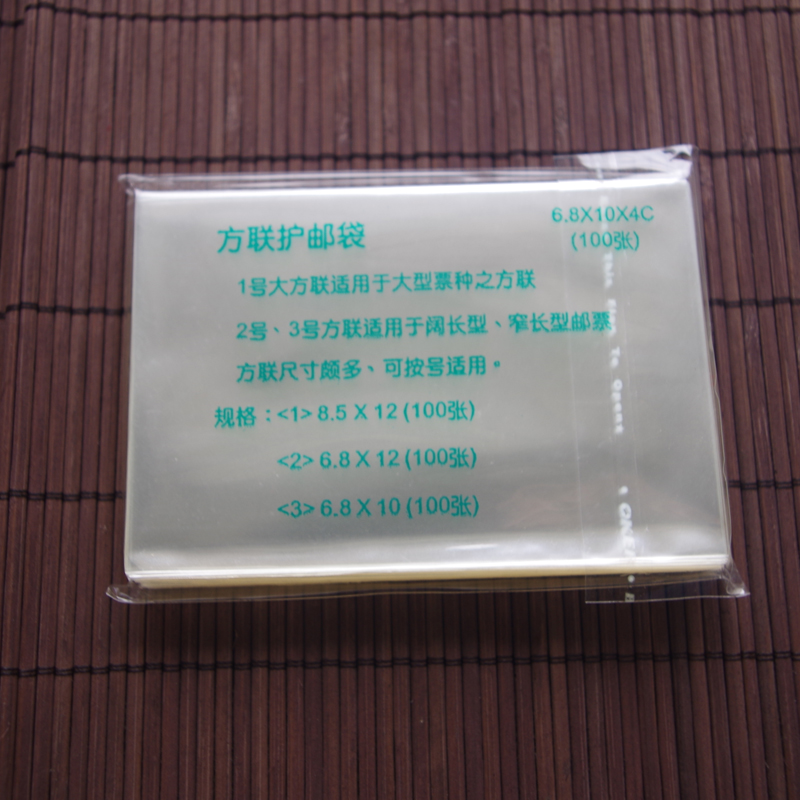 方联护邮袋
6.8X10X4C
(100张)
1号大方联适用于大型票种之方联
2号、3号方联适用于阔长型、窄长型邮票
方联尺寸颇多、可按号适用。
规格：<1> 8.5 X 12 (100张)
<2> 6.8 X 12 (100张)
<3> 6.8 X 10 (100张)
To Opens